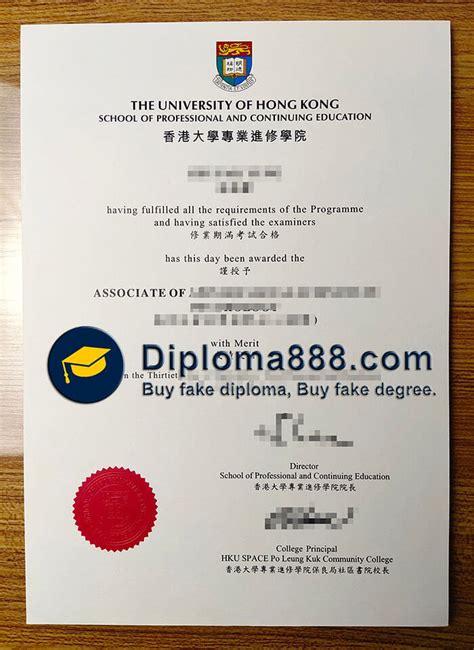 THE UNIVERSITY OF HONG KONG
SCHOOL OF PROFESSIONAL AND CONTINUING EDUCATION
香港大學專業進修學院
having fulfilled all the requirements of the Programme
and having satisfied the examiners
修業期滿考試合格
has this day been awarded the
謹授予
ASSOCIATE OF
with Merit
Diploma888.com
Buy fake diploma, Buy fake degree.
the Thirtiet
Director
School of Professional and Continuing Education
香港大學專業進修學院院長
College Principal
HKU SPACE Po Leung Kuk Community College
香港大學專業進修學院保良局社區書院校長